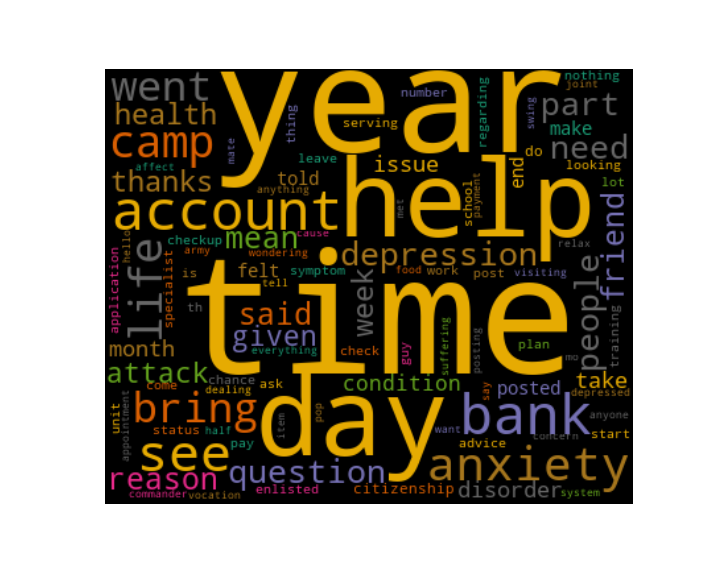 year
nothing
joint
went
number
part
health
thing
serving
regarding
swing
make
camp
mate
leave
issue
end
do
need
affect
looking
thanks
told
help
school
payment
lot
anything
account
met
friend
hello
checkup
mean
cause
depression
relax
application
life
specialist
army
wondering
is
felt
symptom
tell
time
week
food
work
post
visiting
people
th
said
given
training
month
everything
check
guy
suffering
posting
plan
mo
attack
come
chance
dealing
ask
condition
say
posted
take
depressed
unit
appointment
bring
day
item
pop
bank
anyone
status
half
pay
want
concern
start
see
advice
reason
question
anxiety
commander
vocation
enlisted
citizenship
disorder
system